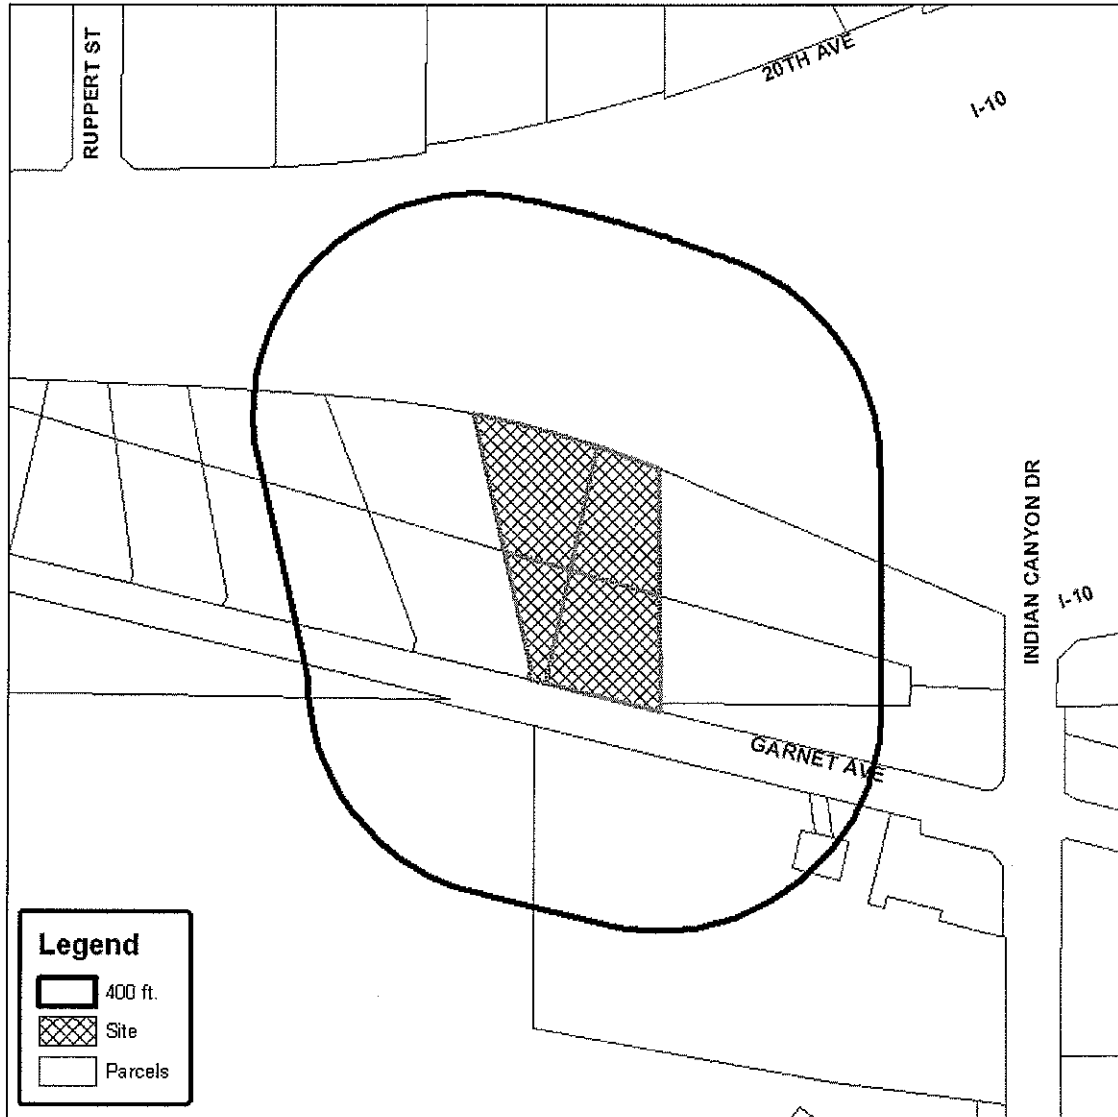 RUPPERT ST
20TH AVE
I-10
INDIAN CANYON DR
I-10
GARNET AVE
Legend
400 ft.
Site
Parcels